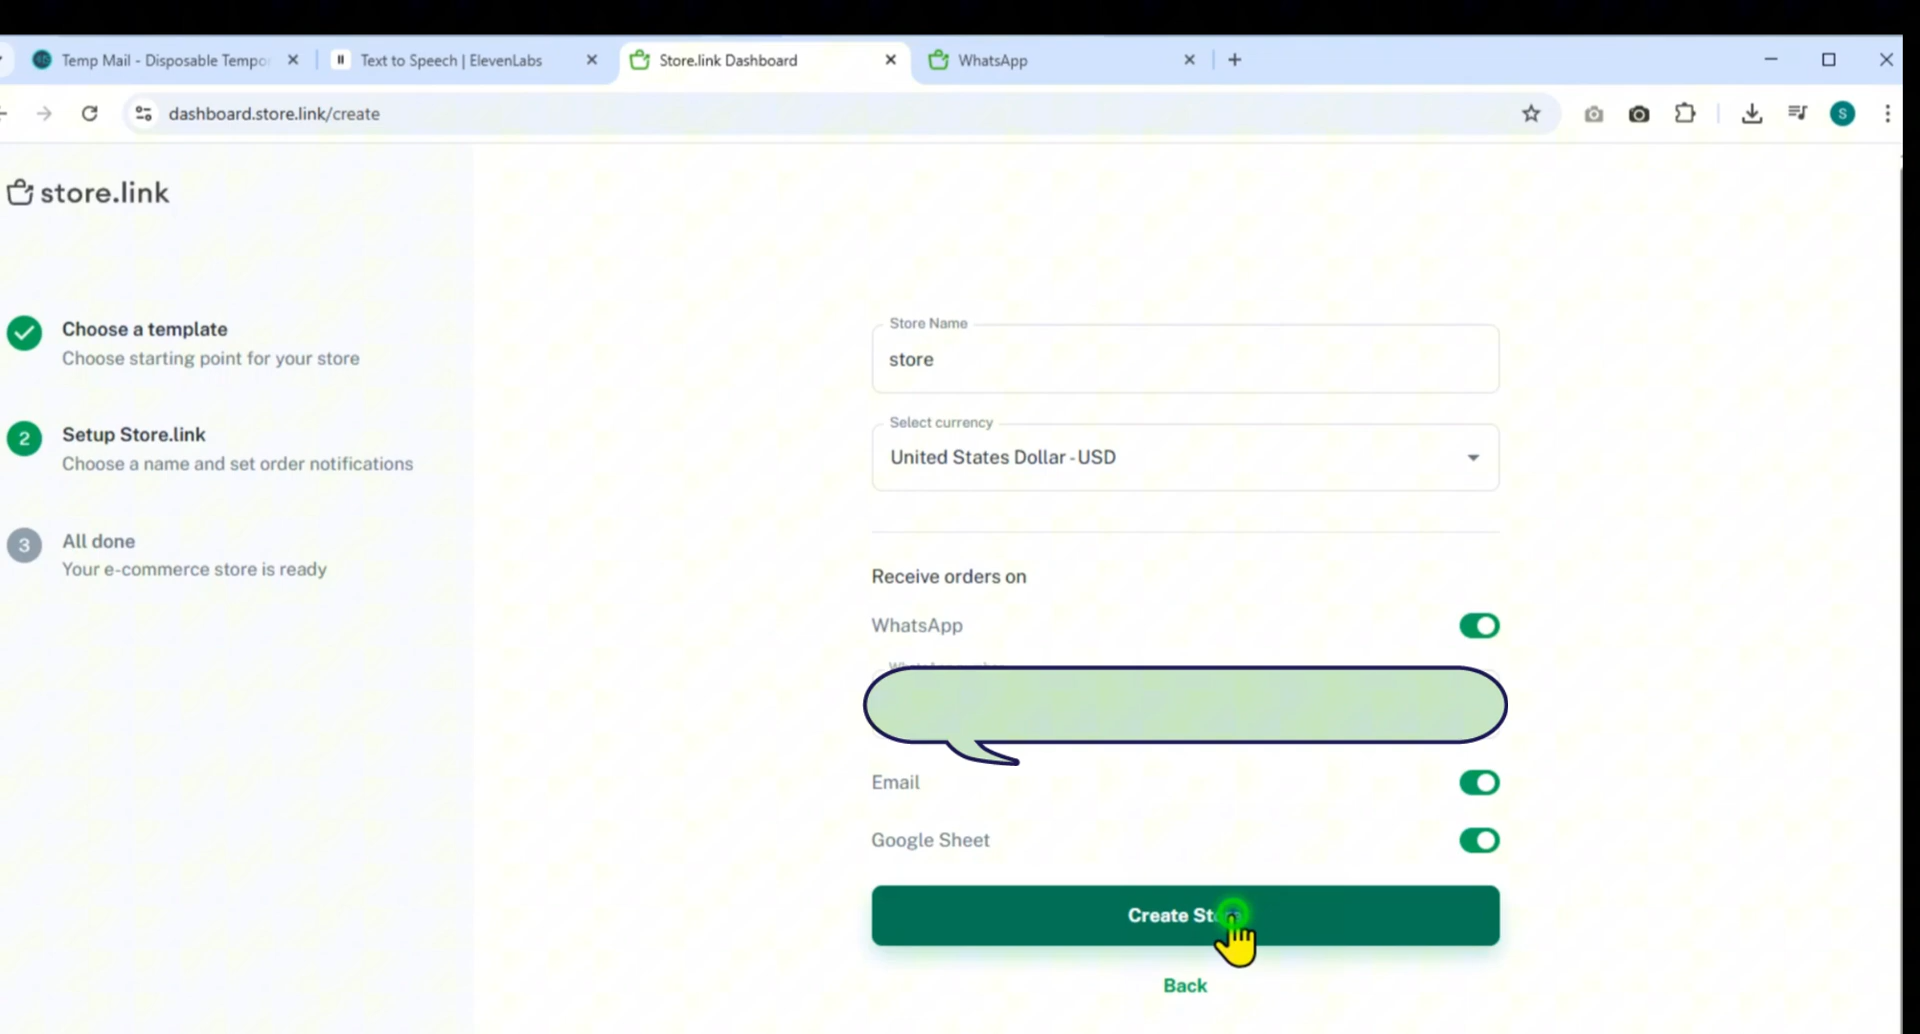 Temp Mail - Disposable Tempo
Text to Speech | ElevenLabs
Store.link Dashboard
WhatsApp
dashboard.store.link/create
S
store.link
Choose a template
Choose starting point for your store
2
Setup Store.link
Choose a name and set order notifications
3
All done
Your e-commerce store is ready
Store Name
store
Select currency
United States Dollar - USD
Receive orders on
WhatsApp
Email
Google Sheet
Create St
Back